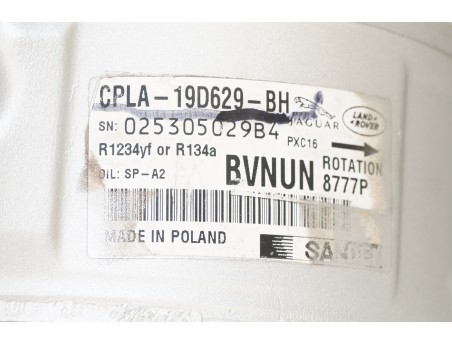 CPLA-19D629-BH
JAGUAR
LAND ROVER
SN: 025305029B4
PXC16
R1234yf or R134a
BVNUN
ROTATION
OIL: SP-A2
8777P
MADE IN POLAND